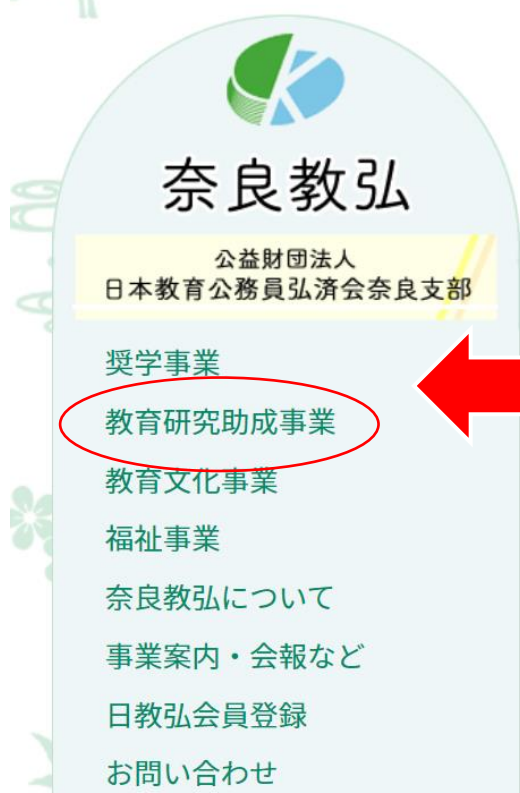 奈良教弘
公益財団法人
日本教育公務員弘済会奈良支部
奨学事業
教育研究助成事業
教育文化事業
福祉事業
奈良教弘について
事業案内・会報など
日教弘会員登録
お問い合わせ